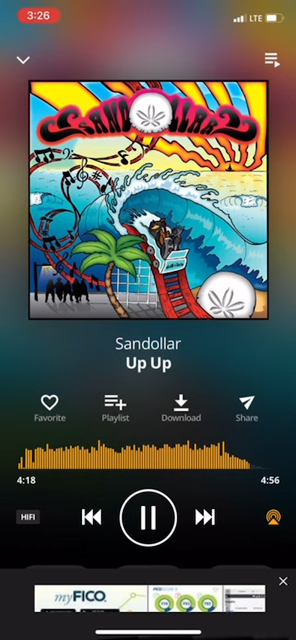 3:26
LTE
SANDOLLAR
Sandollar
Up Up
Favorite
Playlist
Download
Share
4:18
4:56
HIFI
myFICO